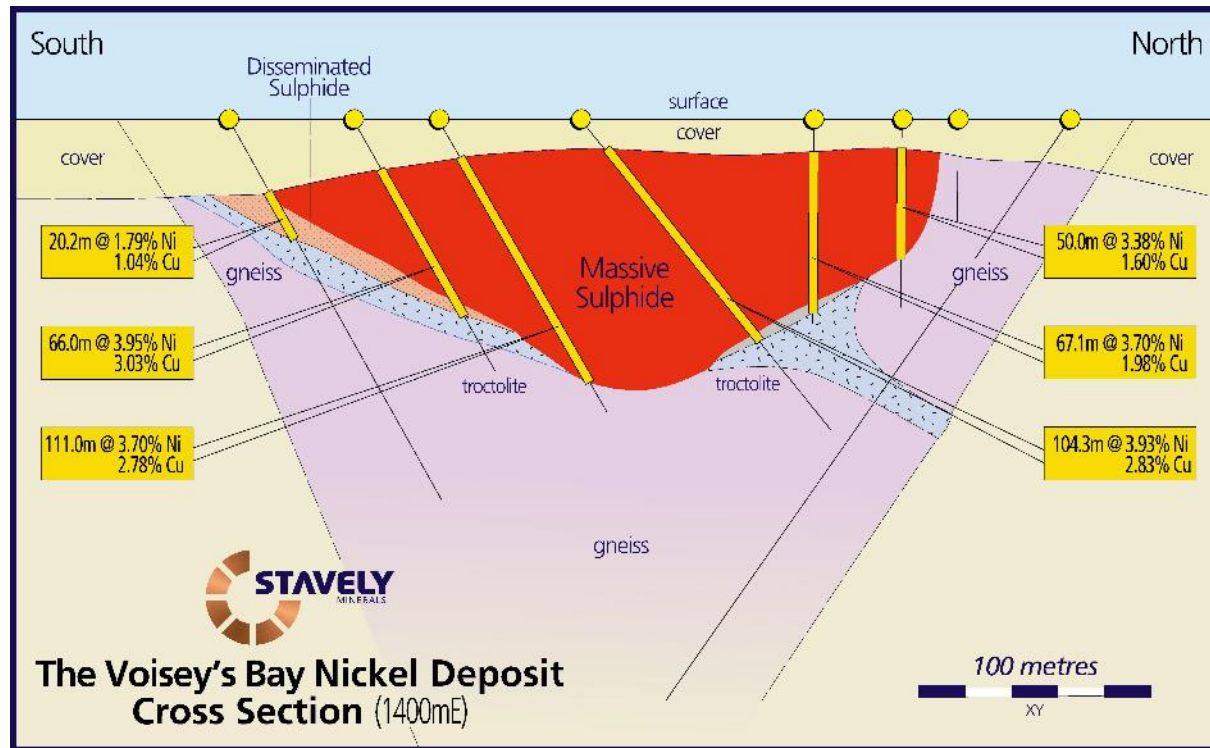 South
North
Disseminated
Sulphide
surface
cover
cover
cover
20.2m @ 1.79% Ni
1.04% Cu
gneiss
Massive
Sulphide
gneiss
50.0m @ 3.38% Ni
1.60% Cu
66.0m @ 3.95% Ni
3.03% Cu
67.1m @ 3.70% Ni
1.98% Cu
troctolite
troctolite
111.0m @ 3.70% Ni
2.78% Cu
104.3m @ 3.93% Ni
2.83% Cu
gneiss
STAVELY
MINERALS
The Voisey's Bay Nickel Deposit
Cross Section (1400mE)
100 metres
XY